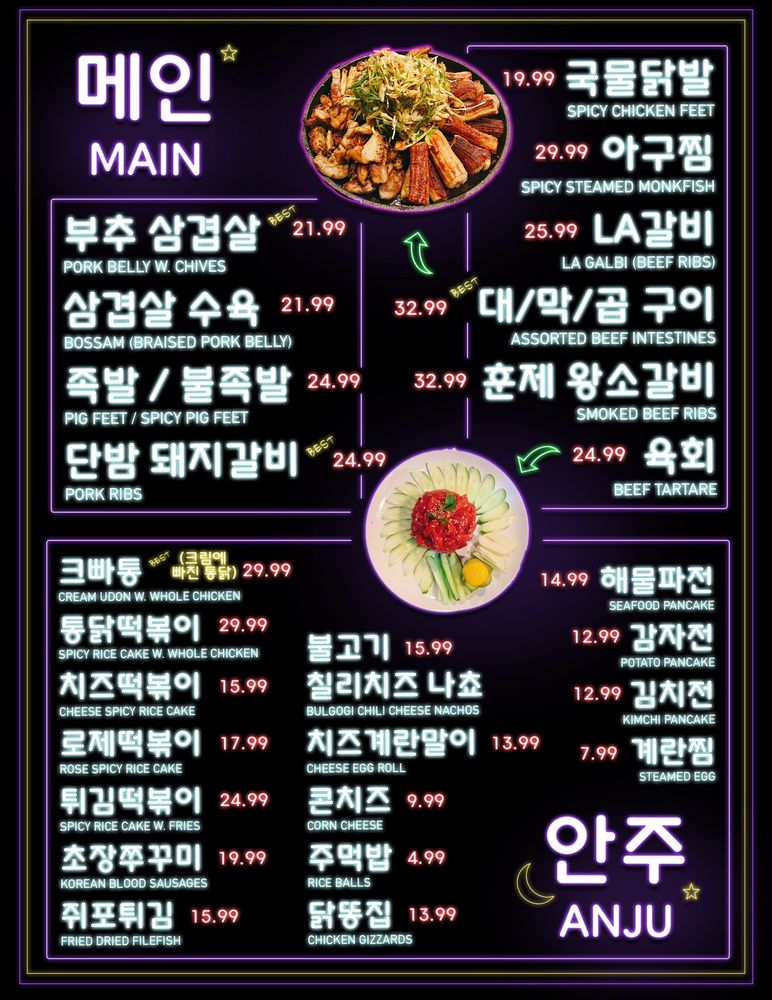 메인
MAIN
부추 삼겹살 BEST 21.99
PORK BELLY W. CHIVES
삼겹살 수육 21.99
BOSSAM (BRAISED PORK BELLY)
족발 / 불족발 24.99
PIG FEET / SPICY PIG FEET
단밤 돼지갈비 BEST 24.99
PORK RIBS
19.99 국물닭발
SPICY CHICKEN FEET
29.99 아구찜
SPICY STEAMED MONKFISH
25.99 LA갈비
LA GALBI (BEEF RIBS)
32.99 BEST 대/막/곱 구이
ASSORTED BEEF INTESTINES
32.99 훈제 왕소갈비
SMOKED BEEF RIBS
24.99 육회
BEEF TARTARE
크빠통 BEST (크림에
빠진 통닭) 29.99
CREAM UDON W. WHOLE CHICKEN
통닭떡볶이 29.99
SPICY RICE CAKE W. WHOLE CHICKEN
치즈떡볶이 15.99
CHEESE SPICY RICE CAKE
로제떡볶이 17.99
ROSE SPICY RICE CAKE
튀김떡볶이 24.99
SPICY RICE CAKE W. FRIES
초장쭈꾸미 19.99
KOREAN BLOOD SAUSAGES
쥐포튀김 15.99
FRIED DRIED FILEFISH
불고기 15.99
칠리치즈 나쵸
BULGOGI CHILI CHEESE NACHOS
치즈계란말이 13.99
CHEESE EGG ROLL
콘치즈 9.99
CORN CHEESE
주먹밥 4.99
RICE BALLS
닭똥집 13.99
CHICKEN GIZZARDS
14.99 해물파전
SEAFOOD PANCAKE
12.99 감자전
POTATO PANCAKE
12.99 김치전
KIMCHI PANCAKE
7.99 계란찜
STEAMED EGG
안주
ANJU